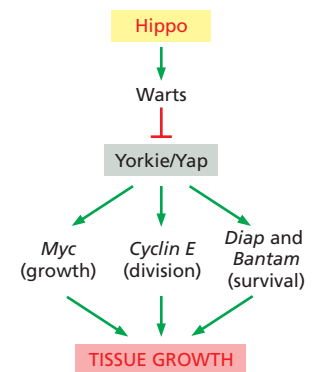 Hippo
Warts
Yorkie/Yap
Myc
(growth)
Cyclin E
(division)
Diap and
Bantam
(survival)
TISSUE GROWTH